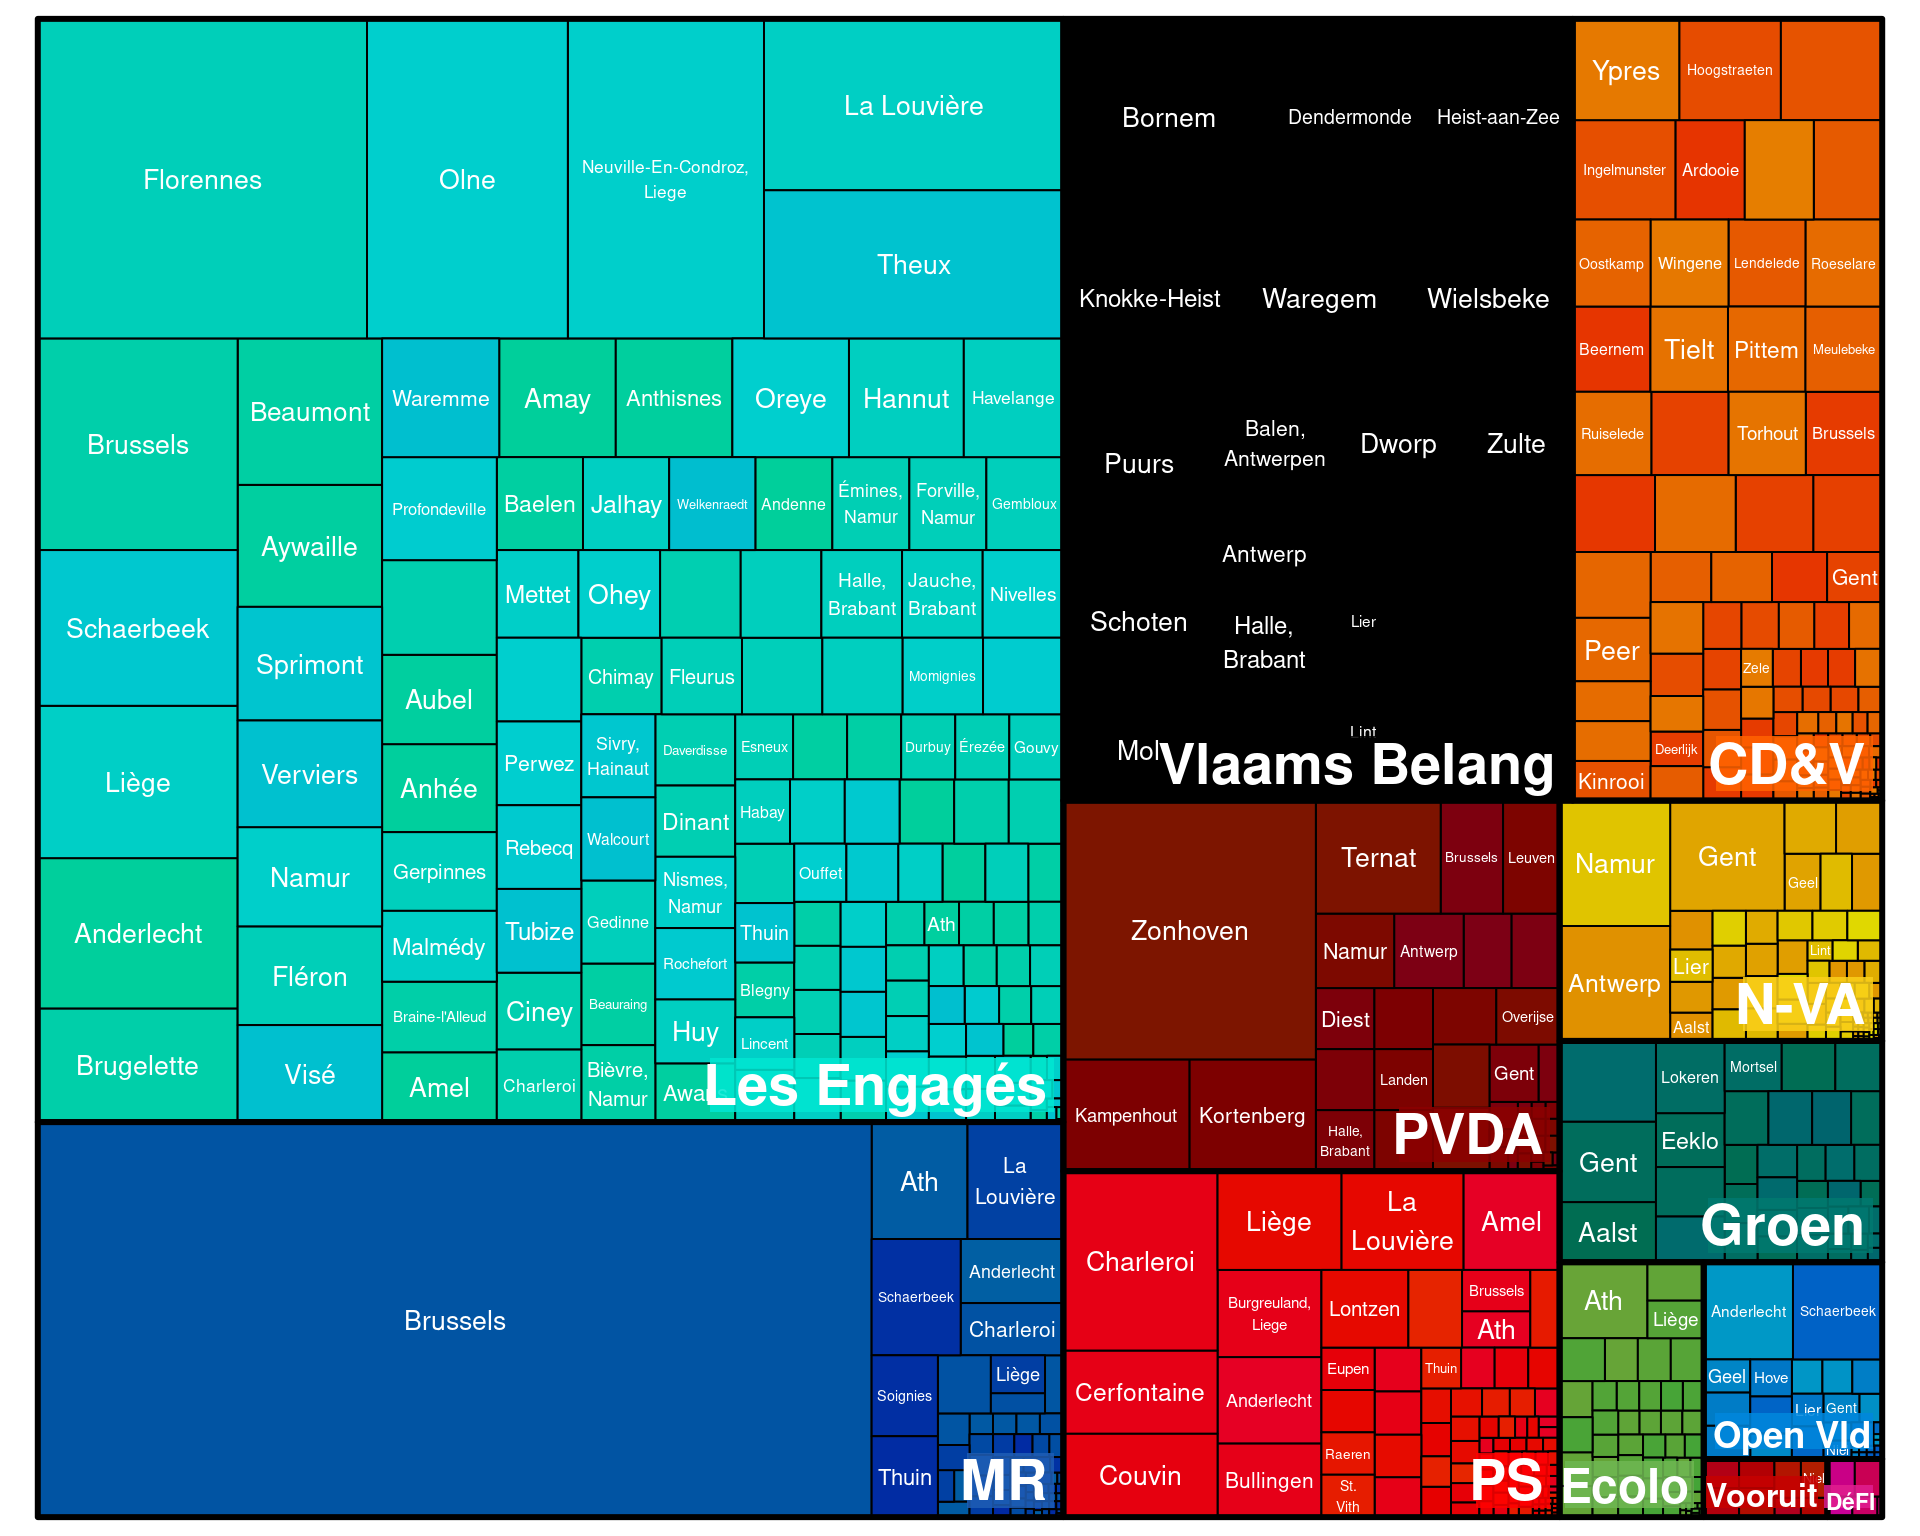 Florennes
Olne
Neuville-En-Condroz,
Liege
La Louvière
Theux
Brussels
Beaumont
Waremme
Amay
Anthisnes
Oreye
Hannut
Havelange
Schaerbeek
Aywaille
Profondeville
Baelen
Jalhay
Welkenraedt
Andenne
Émines,
Namur
Forville,
Namur
Gembloux
Mettet
Ohey
Halle,
Brabant
Jauche,
Brabant
Nivelles
Sprimont
Aubel
Chimay
Fleurus
Momignies
Liège
Verviers
Anhée
Perwez
Sivry,
Hainaut
Daverdisse
Esneux
Durbuy
Érezée
Gouvy
Namur
Gerpinnes
Rebecq
Walcourt
Dinant
Habay
Anderlecht
Fléron
Malmédy
Tubize
Gedinne
Nismes,
Namur
Ouffet
Thuin
Ath
Rochefort
Blegny
Braine-l'Alleud
Ciney
Beauraing
Huy
Lincent
Brugelette
Visé
Amel
Charleroi
Bièvre,
Namur
Les Engagés
Bornem
Dendermonde
Heist-aan-Zee
Knokke-Heist
Waregem
Wielsbeke
Puurs
Balen,
Antwerpen
Dworp
Zulte
Antwerp
Schoten
Halle,
Brabant
Lier
Mol
Lint
Vlaams Belang
Ypres
Hoogstraeten
Ingelmunster
Ardooie
Oostkamp
Wingene
Lendelede
Roeselare
Beernem
Tielt
Pittem
Meulebeke
Ruiselede
Torhout
Brussels
Gent
Peer
Zele
Deerlijk
Kinrooi
CD&V
Zonhoven
Ternat
Brussels
Leuven
Namur
Antwerp
Diest
Overijse
Landen
Gent
Kampenhout
Kortenberg
Halle,
Brabant
PVDA
Namur
Gent
Geel
Antwerp
Lier
Lint
Aalst
N-VA
Lokeren
Mortsel
Gent
Eeklo
Aalst
Groen
Brussels
Ath
La
Louvière
Schaerbeek
Anderlecht
Charleroi
Soignies
Liège
Thuin
MR
Charleroi
Liège
La
Louvière
Amel
Burgreuland,
Liege
Lontzen
Brussels
Ath
Cerfontaine
Anderlecht
Eupen
Thuin
Couvin
Bullingen
Raeren
St.
Vith
PS
Ath
Liège
Ecolo
Anderlecht
Schaerbeek
Geel
Hove
Lier
Gent
Niel
Open Vld
Niel
Vooruit
DéFI